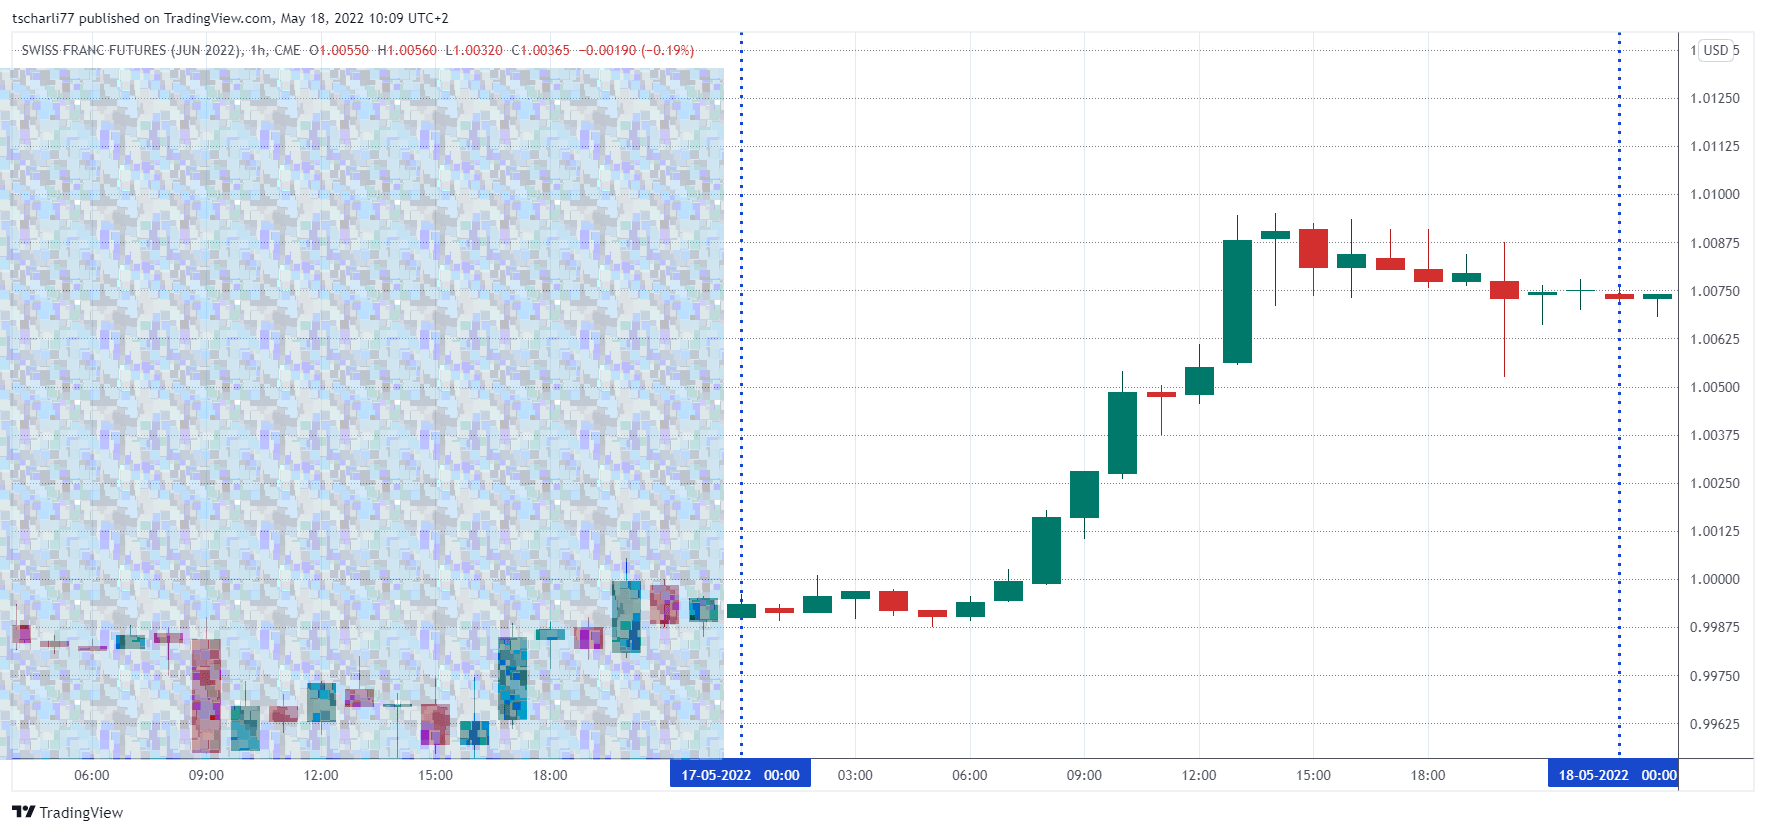 tscharli77 published on TradingView.com, May 18, 2022 10:09 UTC+2
SWISS FRANC FUTURES (JUN 2022), 1h, CME O1.00550 H1.00560 L1.00320 C1.00365 −0.00190 (−0.19%)
1 USD 5
1.01250
1.01125
1.01000
1.00875
1.00750
1.00625
1.00500
1.00375
1.00250
1.00125
1.00000
0.99875
0.99750
0.99625
06:00 09:00 12:00 15:00 18:00 17-05-2022 00:00 03:00 06:00 09:00 12:00 15:00 18:00 18-05-2022 00:00
TradingView